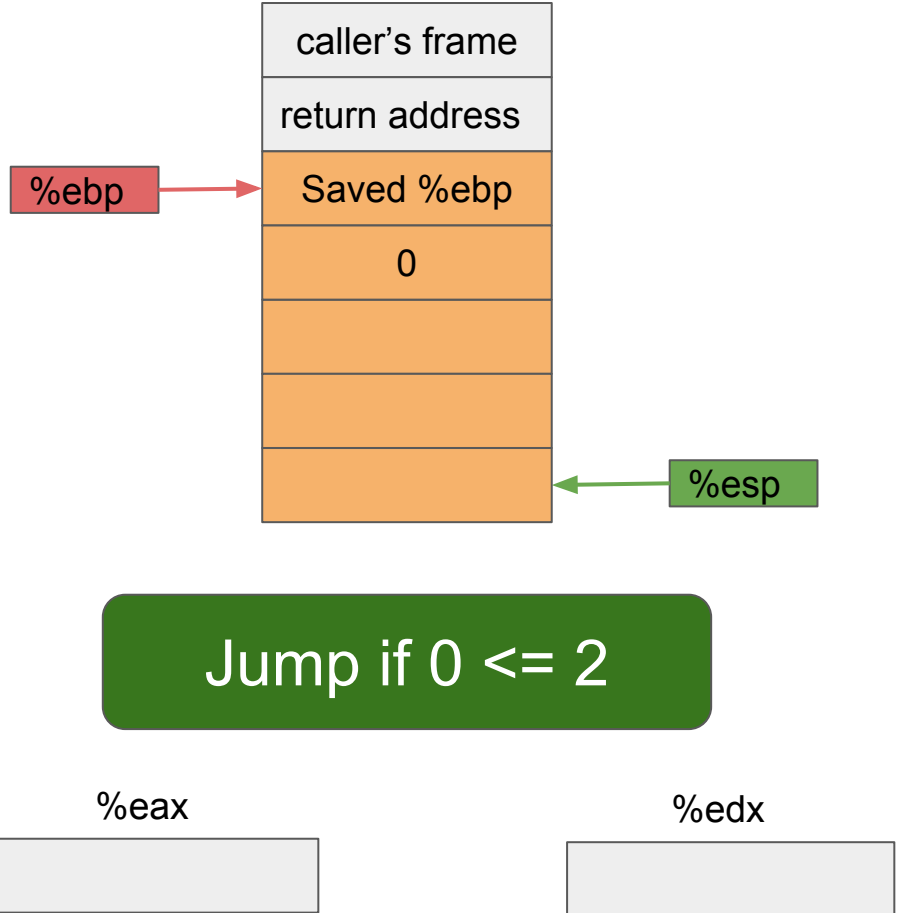 caller’s frame
return address
%ebp
Saved %ebp
0
%esp
Jump if 0 <= 2
%eax
%edx